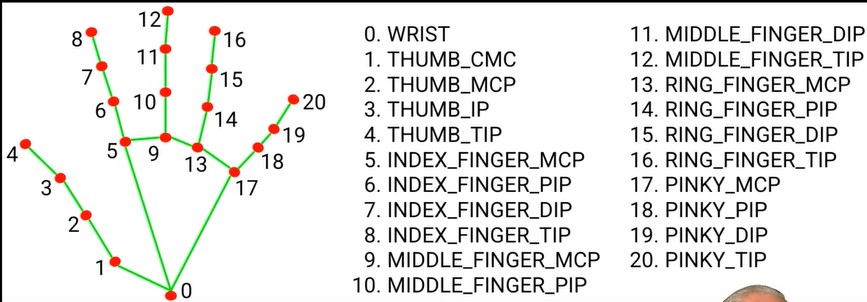 12
8
16
11
7
15
10
6
14
20
19
5
9
13
18
4
17
3
2
1
0
0. WRIST
1. THUMB_CMC
2. THUMB_MCP
3. THUMB_IP
4. THUMB_TIP
5. INDEX_FINGER_MCP
6. INDEX_FINGER_PIP
7. INDEX_FINGER_DIP
8. INDEX_FINGER_TIP
9. MIDDLE_FINGER_MCP
10. MIDDLE_FINGER_PIP
11. MIDDLE_FINGER_DIP
12. MIDDLE_FINGER_TIP
13. RING_FINGER_MCP
14. RING_FINGER_PIP
15. RING_FINGER_DIP
16. RING_FINGER_TIP
17. PINKY_MCP
18. PINKY_PIP
19. PINKY_DIP
20. PINKY_TIP